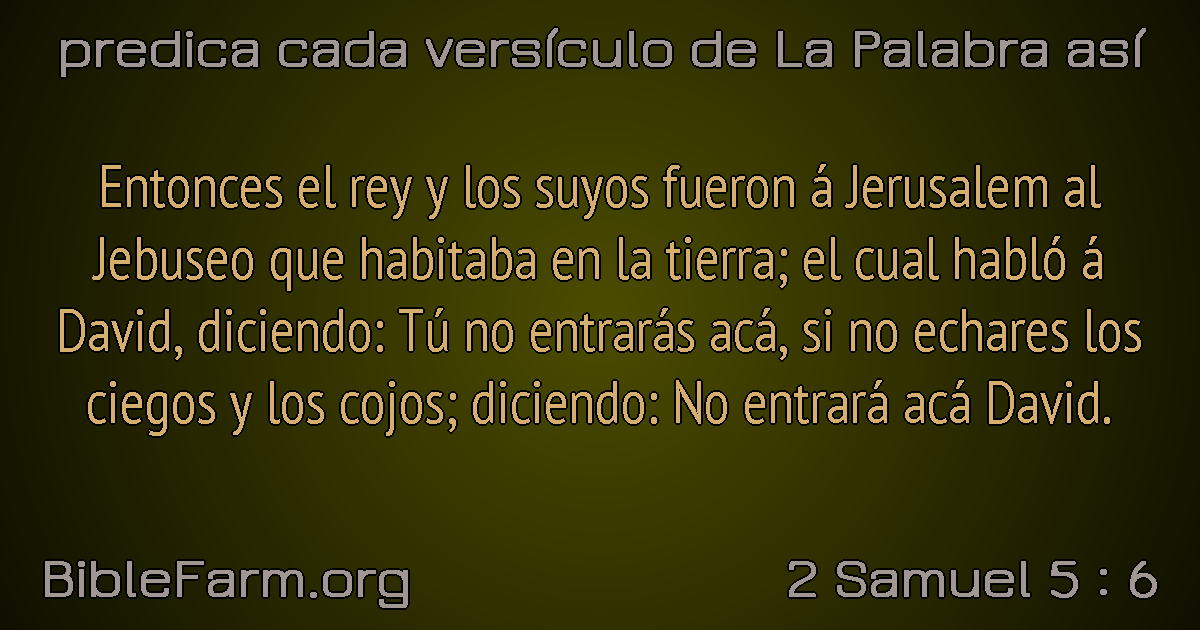 predica cada versículo de La Palabra así
Entonces el rey y los suyos fueron á Jerusalem al
Jebuseo que habitaba en la tierra; el cual habló á
David, diciendo: Tú no entrarás acá, si no echares los
ciegos y los cojos; diciendo: No entrará acá David.
BibleFarm.org
2 Samuel 5 : 6